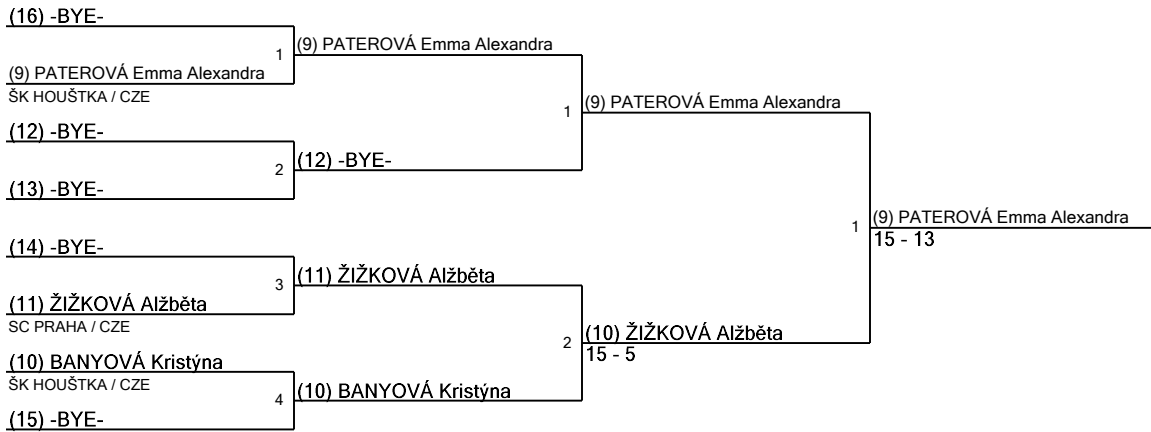 (16) -BYE-
1
(9) PATEROVÁ Emma Alexandra
(9) PATEROVÁ Emma Alexandra
ŠK HOUŠTKA / CZE
1
(9) PATEROVÁ Emma Alexandra
(12) -BYE-
2
(12) -BYE-
(13) -BYE-
1
(9) PATEROVÁ Emma Alexandra
15 - 13
(14) -BYE-
3
(11) ŽIŽKOVÁ Alžběta
(11) ŽIŽKOVÁ Alžběta
SC PRAHA / CZE
2
(10) ŽIŽKOVÁ Alžběta
15 - 5
(10) BANYOVÁ Kristýna
ŠK HOUŠTKA / CZE
4
(10) BANYOVÁ Kristýna
(15) -BYE-